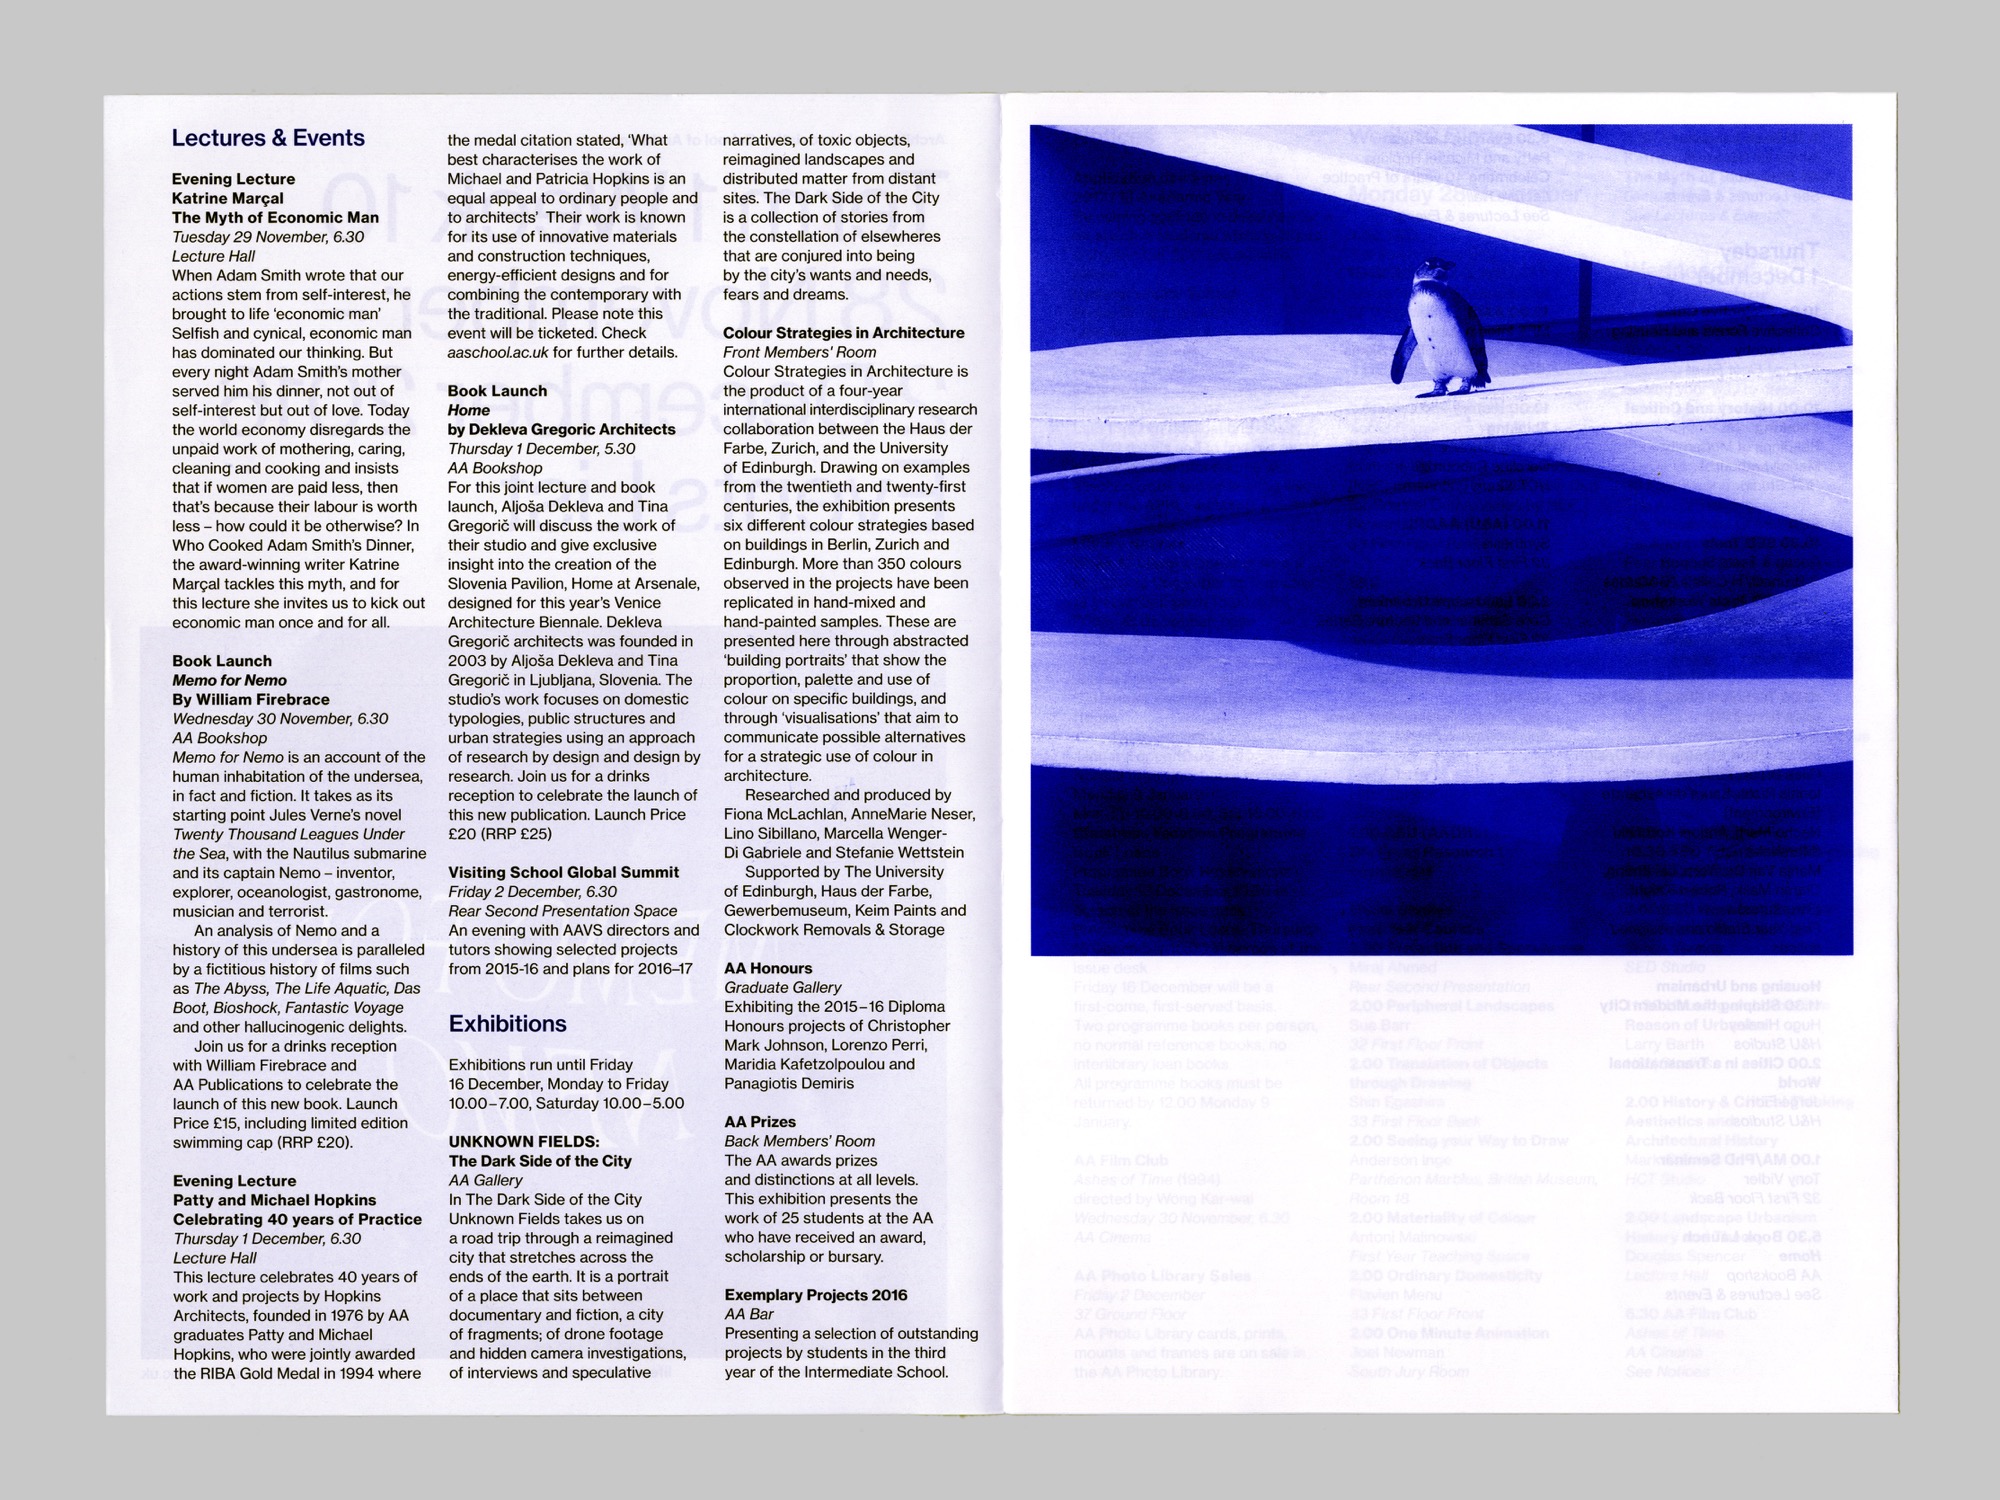 Lectures & Events
Evening Lecture
Katrine Marçal
The Myth of Economic Man
Tuesday 29 November, 6.30
Lecture Hall
When Adam Smith wrote that our
actions stem from self-interest, he
brought to life ‘economic man’
Selfish and cynical, economic man
has dominated our thinking. But
every night Adam Smith’s mother
served him his dinner, not out of
self-interest but out of love. Today
the world economy disregards the
unpaid work of mothering, caring,
cleaning and cooking and insists
that if women are paid less, then
that’s because their labour is worth
less – how could it be otherwise? In
Who Cooked Adam Smith’s Dinner,
the award-winning writer Katrine
Marçal tackles this myth, and for
this lecture she invites us to kick out
economic man once and for all.
Book Launch
Memo for Nemo
By William Firebrace
Wednesday 30 November, 6.30
AA Bookshop
Memo for Nemo is an account of the
human inhabitation of the undersea,
in fact and fiction. It takes as its
starting point Jules Verne’s novel
Twenty Thousand Leagues Under
the Sea, with the Nautilus submarine
and its captain Nemo – inventor,
explorer, oceanologist, gastronome,
musician and terrorist.
An analysis of Nemo and a
history of this undersea is paralleled
by a fictitious history of films such
as The Abyss, The Life Aquatic, Das
Boot, Bioshock, Fantastic Voyage
and other hallucinogenic delights.
Join us for a drinks reception
with William Firebrace and
AA Publications to celebrate the
launch of this new book. Launch
Price £15, including limited edition
swimming cap (RRP £20).
Evening Lecture
Patty and Michael Hopkins
Celebrating 40 years of Practice
Thursday 1 December, 6.30
Lecture Hall
This lecture celebrates 40 years of
work and projects by Hopkins
Architects, founded in 1976 by AA
graduates Patty and Michael
Hopkins, who were jointly awarded
the RIBA Gold Medal in 1994 where
the medal citation stated, ‘What
best characterises the work of
Michael and Patricia Hopkins is an
equal appeal to ordinary people and
to architects’  Their work is known
for its use of innovative materials
and construction techniques,
energy-efficient designs and for
combining the contemporary with
the traditional. Please note this
event will be ticketed. Check
aaschool.ac.uk for further details.
Book Launch
Home
by Dekleva Gregoric Architects
Thursday 1 December, 5.30
AA Bookshop
For this joint lecture and book
launch, Aljoša Dekleva and Tina
Gregorič will discuss the work of
their studio and give exclusive
insight into the creation of the
Slovenia Pavilion, Home at Arsenale,
designed for this year’s Venice
Architecture Biennale. Dekleva
Gregorič architects was founded in
2003 by Aljoša Dekleva and Tina
Gregorič in Ljubljana, Slovenia. The
studio’s work focuses on domestic
typologies, public structures and
urban strategies using an approach
of research by design and design by
research. Join us for a drinks
reception to celebrate the launch of
this new publication. Launch Price
£20 (RRP £25)
Visiting School Global Summit
Friday 2 December, 6.30
Rear Second Presentation Space
An evening with AAVS directors and
tutors showing selected projects
from 2015-16 and plans for 2016–17
Exhibitions
Exhibitions run until Friday
16 December, Monday to Friday
10.00–7.00, Saturday 10.00–5.00
UNKNOWN FIELDS:
The Dark Side of the City
AA Gallery
In The Dark Side of the City
Unknown Fields takes us on
a road trip through a reimagined
city that stretches across the
ends of the earth. It is a portrait
of a place that sits between
documentary and fiction, a city
of fragments; of drone footage
and hidden camera investigations,
of interviews and speculative
narratives, of toxic objects,
reimagined landscapes and
distributed matter from distant
sites. The Dark Side of the City
is a collection of stories from
the constellation of elsewheres
that are conjured into being
by the city’s wants and needs,
fears and dreams.
Colour Strategies in Architecture
Front Members’ Room
Colour Strategies in Architecture is
the product of a four-year
international interdisciplinary research
collaboration between the Haus der
Farbe, Zurich, and the University
of Edinburgh. Drawing on examples
from the twentieth and twenty-first
centuries, the exhibition presents
six different colour strategies based
on buildings in Berlin, Zurich and
Edinburgh. More than 350 colours
observed in the projects have been
replicated in hand-mixed and
hand-painted samples. These are
presented here through abstracted
‘building portraits’ that show the
proportion, palette and use of
colour on specific buildings, and
through ‘visualisations’ that aim to
communicate possible alternatives
for a strategic use of colour in
architecture.
Researched and produced by
Fiona McLachlan, AnneMarie Neser,
Lino Sibillano, Marcella Wenger-
Di Gabriele and Stefanie Wettstein
Supported by The University
of Edinburgh, Haus der Farbe,
Gewerbemuseum, Keim Paints and
Clockwork Removals & Storage
AA Honours
Graduate Gallery
Exhibiting the 2015–16 Diploma
Honours projects of Christopher
Mark Johnson, Lorenzo Perri,
Maridia Kafetzolpoulou and
Panagiotis Demiris
AA Prizes
Back Members’ Room
The AA awards prizes
and distinctions at all levels.
This exhibition presents the
work of 25 students at the AA
who have received an award,
scholarship or bursary.
Exemplary Projects 2016
AA Bar
Presenting a selection of outstanding
projects by students in the third
year of the Intermediate School.